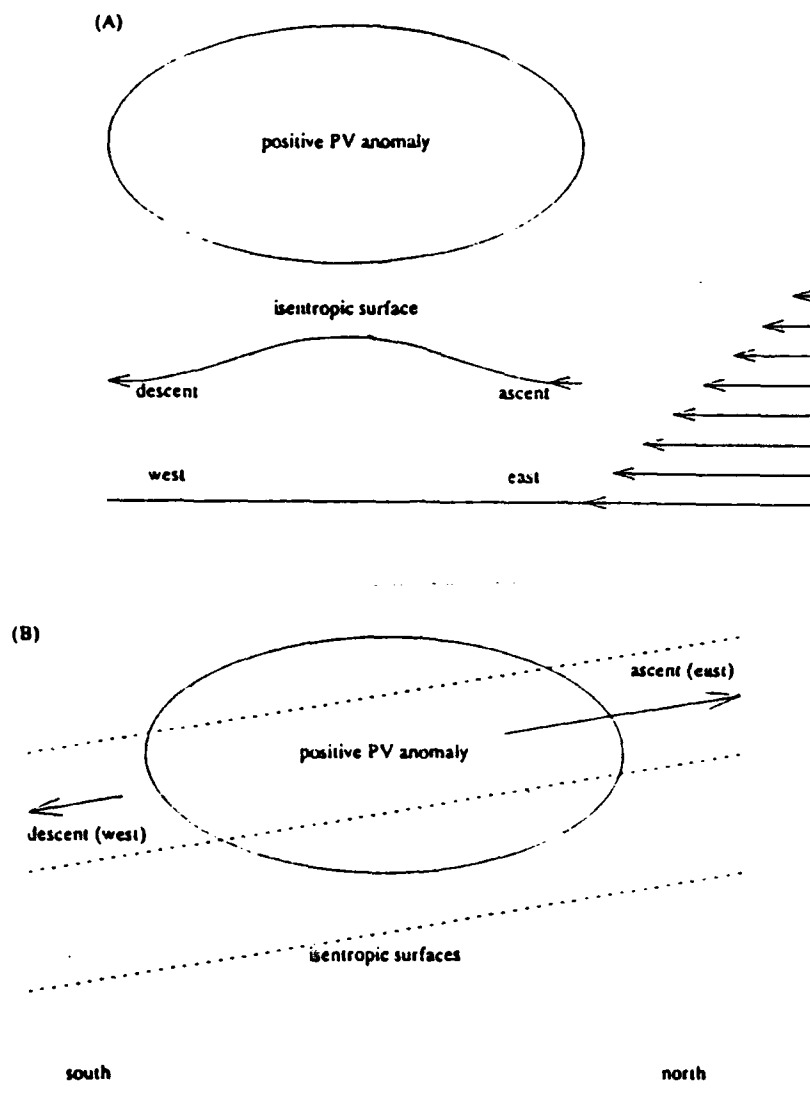 (A)
positive PV anomaly
isentropic surface
descent
ascent
west
east
(B)
ascent (east)
positive PV anomaly
descent (west)
isentropic surfaces
south
north